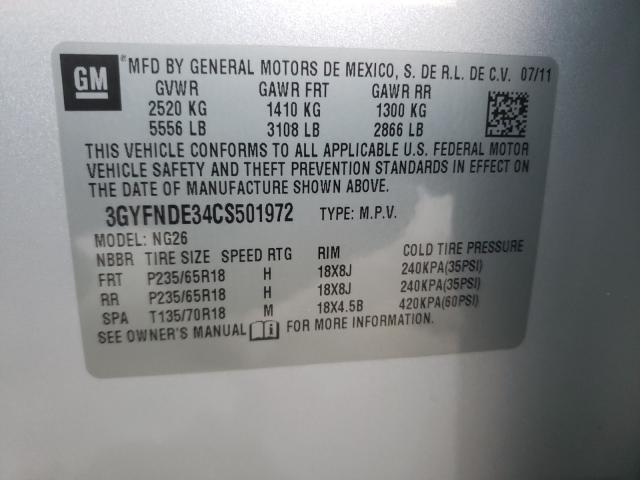 GM MFD BY GENERAL MOTORS DE MEXICO, S. DE R.L. DE C.V. 07/11
GVWR GAWR FRT GAWR RR
2520 KG 1410 KG 1300 KG
5556 LB 3108 LB 2866 LB
THIS VEHICLE CONFORMS TO ALL APPLICABLE U.S. FEDERAL MOTOR
VEHICLE SAFETY AND THEFT PREVENTION STANDARDS IN EFFECT ON
THE DATE OF MANUFACTURE SHOWN ABOVE.
3GYFNDE34CS501972 TYPE: M.P.V.
MODEL: NG26
NBBR TIRE SIZE SPEED RTG RIM COLD TIRE PRESSURE
FRT P235/65R18 H 18X8J 240KPA(35PSI)
RR P235/65R18 H 18X8J 240KPA(35PSI)
SPA T135/70R18 M 18X4.5B 420KPA(60PSI)
SEE OWNER'S MANUAL FOR MORE INFORMATION.